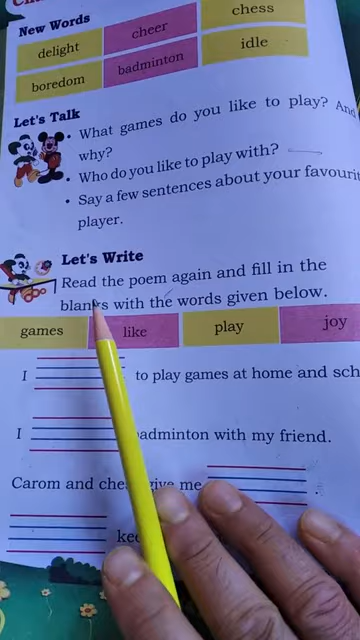 New Words
delight cheer chess
boredom badminton idle
Let's Talk
• What games do you like to play? And
why?
• Who do you like to play with?
• Say a few sentences about your favourit
player.
Let's Write
Read the poem again and fill in the
blanks with the words given below.
games like play joy
I to play games at home and sch
I badminton with my friend.
Carom and give me .